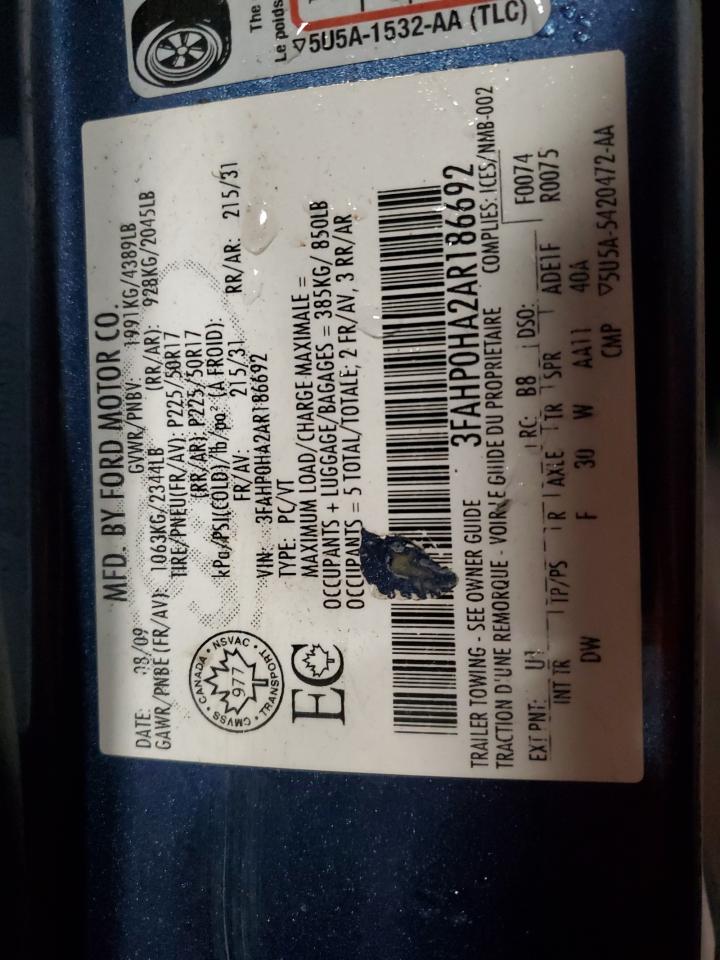 The
Le poids
▽5U5A-1532-AA (TLC)
MFD. BY FORD MOTOR CO.
DATE: 08/09 GVWR/PNBV: 1991KG/4389LB
GAWR/PNBE (FR/AV): 1063KG/2344LB (RR/AR): 928KG/2045LB
TIRE/PNEU(FR/AV): P225/50R17
(RR/AR): P225/50R17
kPa/PSI(COLD)/lb/po² (A FROID):
FR/AV: 215/31 RR/AR: 215/31
VIN: 3FAHP0HA2AR186692
TYPE: PC/VT
MAXIMUM LOAD/CHARGE MAXIMALE =
OCCUPANTS + LUGGAGE/BAGAGES = 385KG/ 850LB
OCCUPANTS = 5 TOTAL/TOTALE; 2 FR/AV, 3 RR/AR
CANADA • NSVAC • TRANSPORT • CMVSS •
977
EC
3FAHP0HA2AR186692
TRAILER TOWING - SEE OWNER GUIDE
TRACTION D'UNE REMORQUE - VOIR LE GUIDE DU PROPRIETAIRE COMPLIES: ICES/NMB-002
EXT PNT: U1 RC: B8 DSO: F0074
R0075
INT TR TP/PS R AXLE TR SPR ADE1F
DW F 30 W AA11 40A
CMP ▽5U5A-5420472-AA